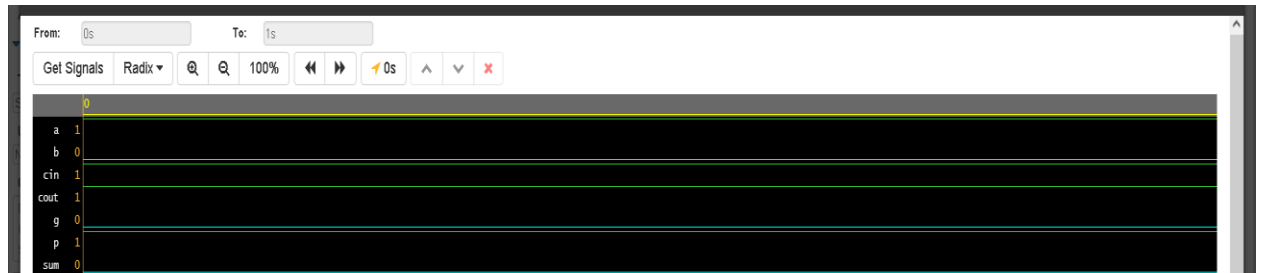 From: 0s To: 1s
Get Signals Radix 100% 0s
0
a 1
b 0
cin 1
cout 1
g 0
p 1
sum 0